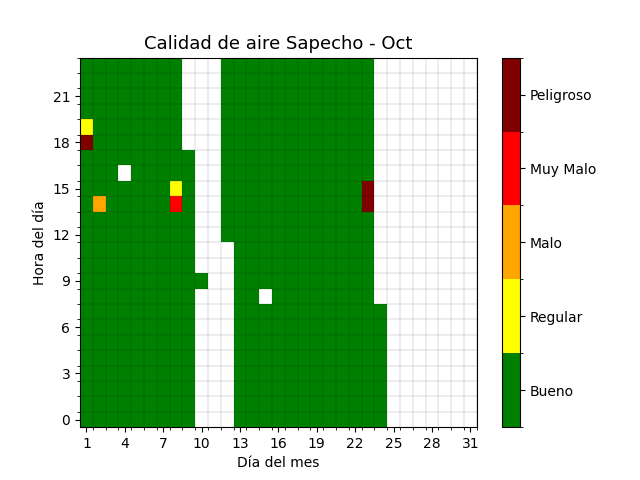 Calidad de aire Sapecho - Oct
Hora del día
21
18
15
12
9
6
3
0
1 4 7 10 13 16 19 22 25 28 31
Día del mes
Peligroso
Muy Malo
Malo
Regular
Bueno